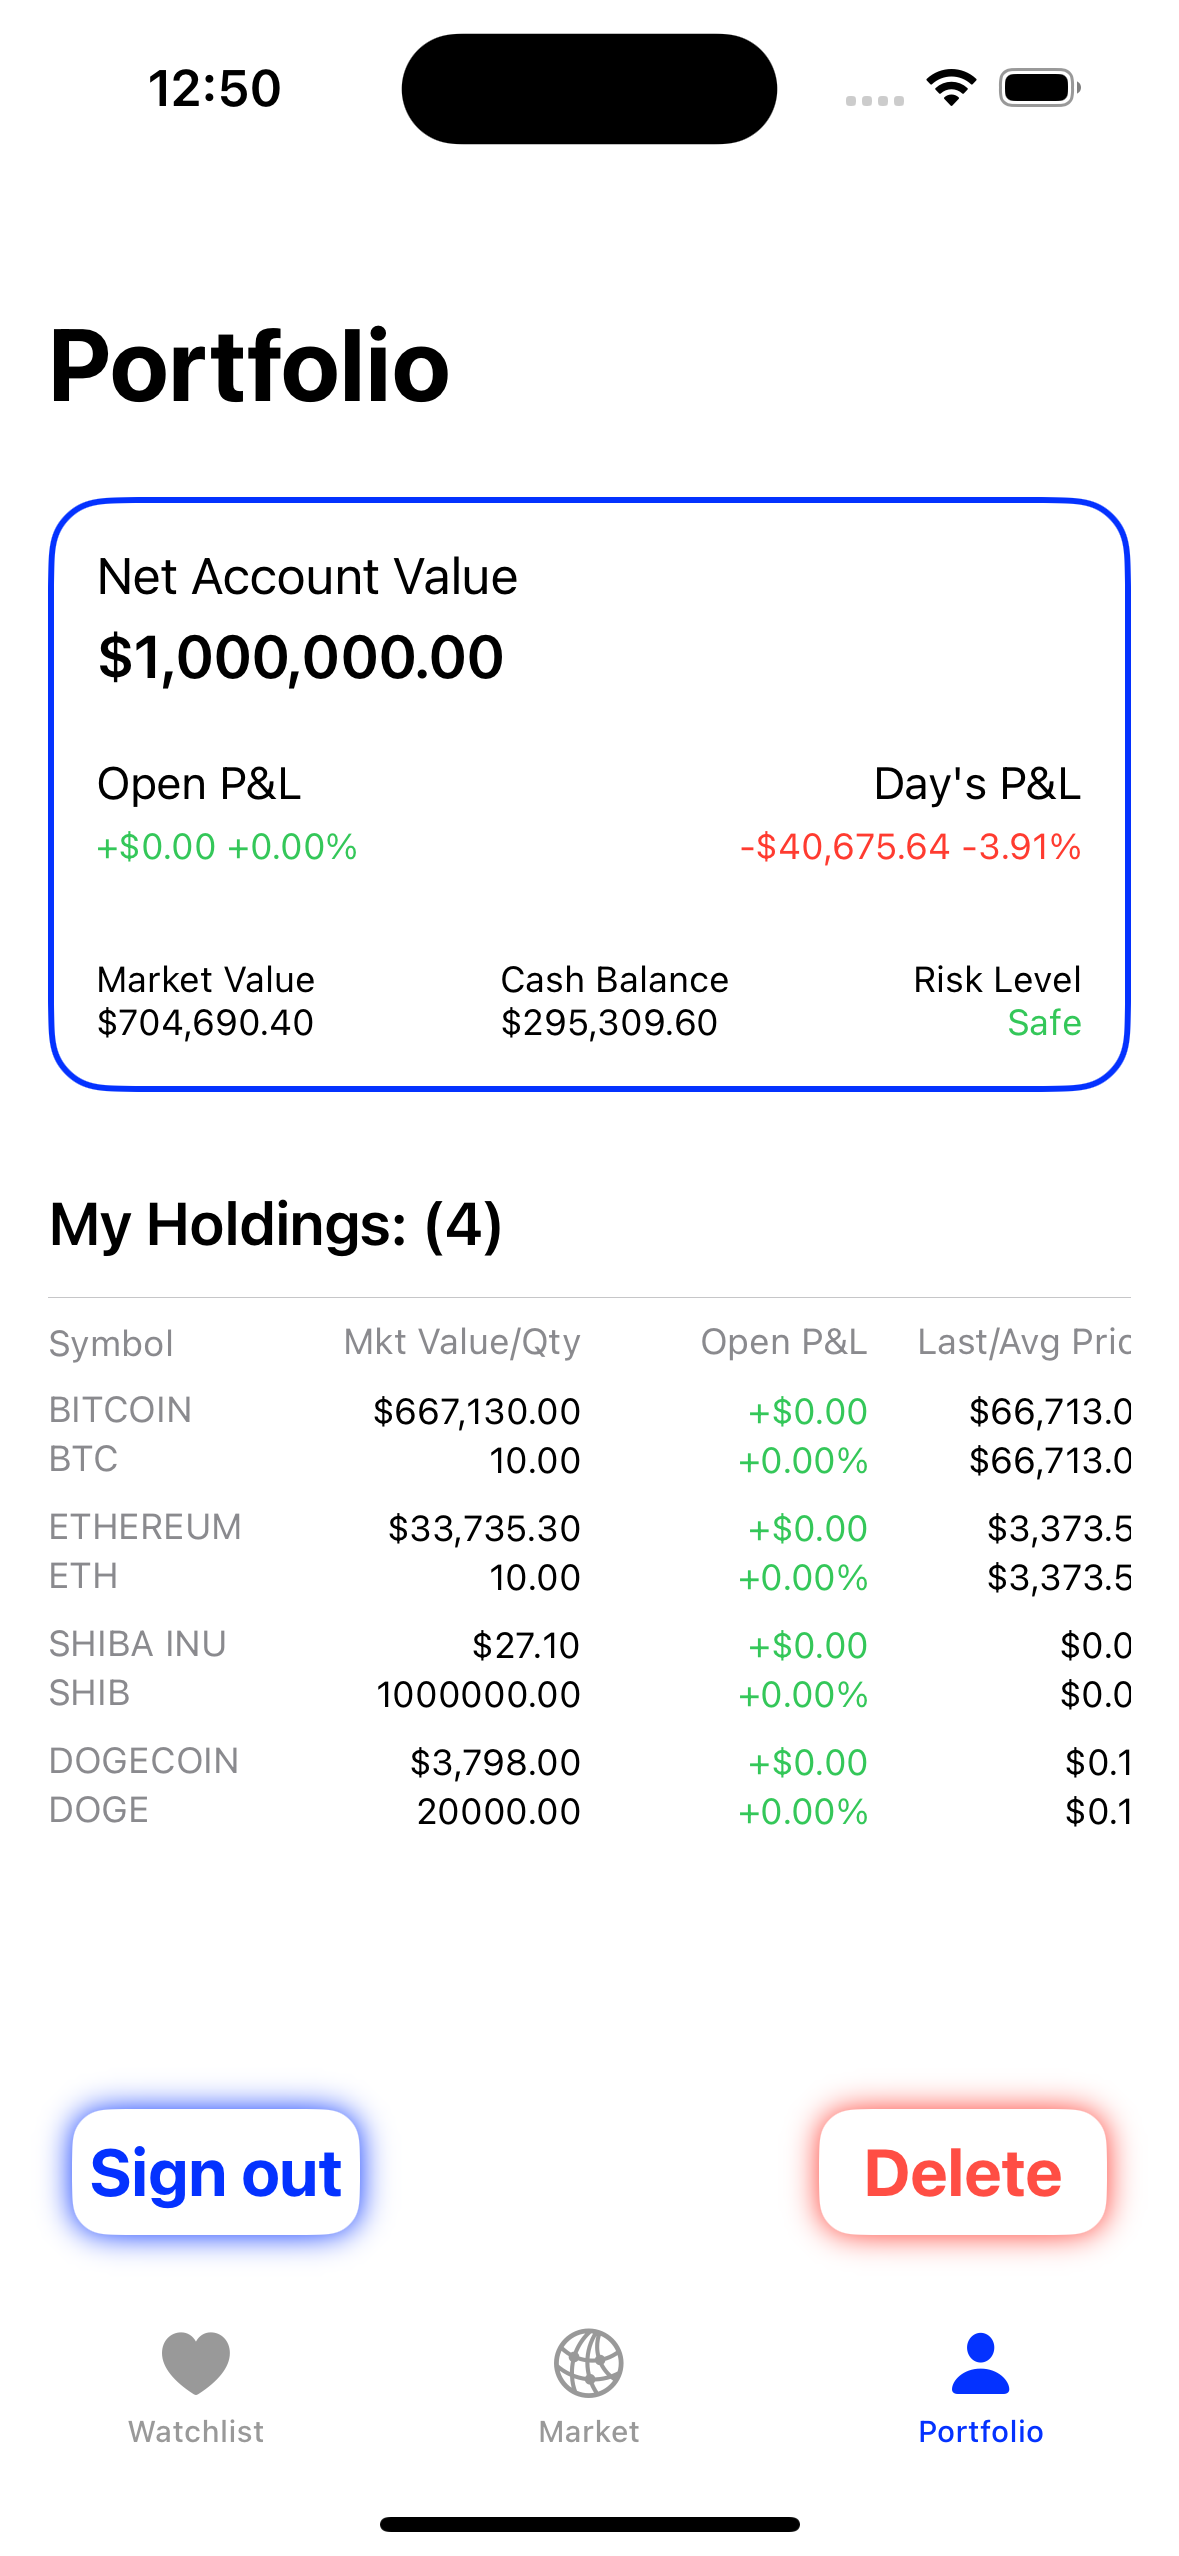 12:50
Portfolio
Net Account Value
$1,000,000.00
Open P&L Day's P&L
+$0.00 +0.00% -$40,675.64 -3.91%
Market Value Cash Balance Risk Level
$704,690.40 $295,309.60 Safe
My Holdings: (4)
Symbol Mkt Value/Qty Open P&L Last/Avg Pric
BITCOIN $667,130.00 +$0.00 $66,713.0
BTC 10.00 +0.00% $66,713.0
ETHEREUM $33,735.30 +$0.00 $3,373.5
ETH 10.00 +0.00% $3,373.5
SHIBA INU $27.10 +$0.00 $0.0
SHIB 1000000.00 +0.00% $0.0
DOGECOIN $3,798.00 +$0.00 $0.1
DOGE 20000.00 +0.00% $0.1
Sign out Delete
Watchlist Market Portfolio